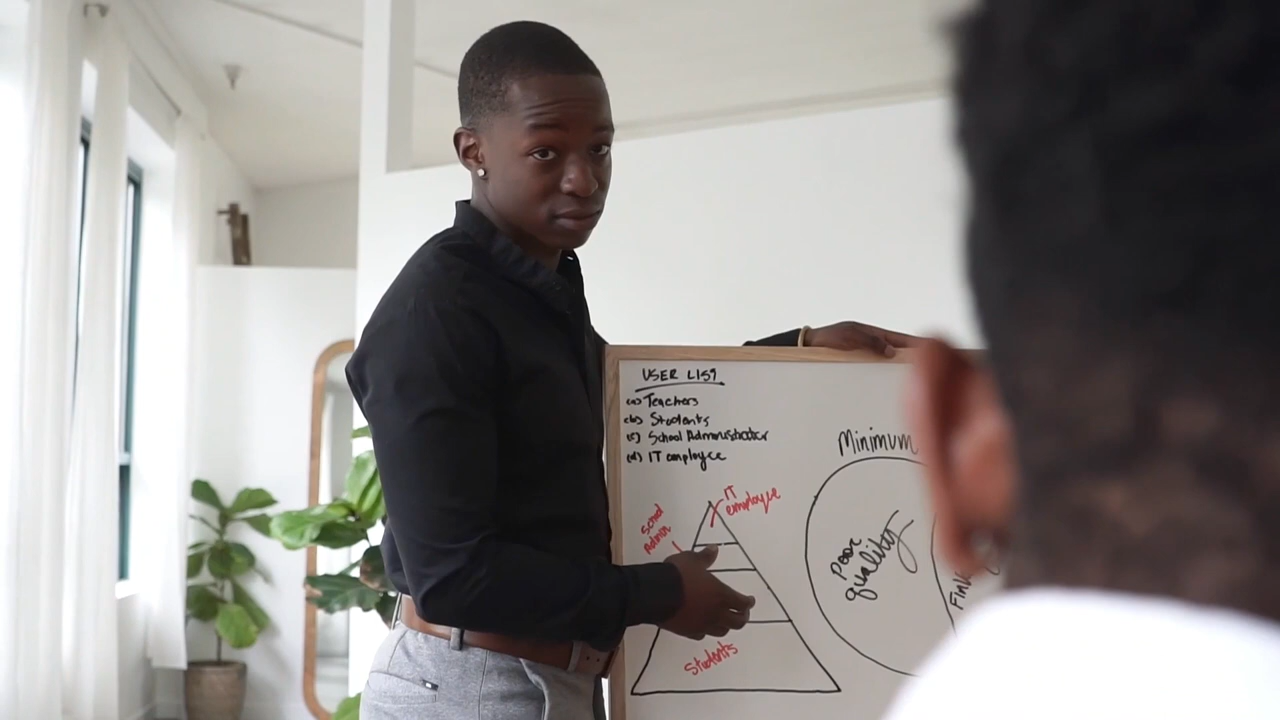 USER LIST
(a) Teachers
(b) Students
(c) School Administrator
(d) IT employee
Minimum
IT
employee
School
Admin
Poor
quality
Students